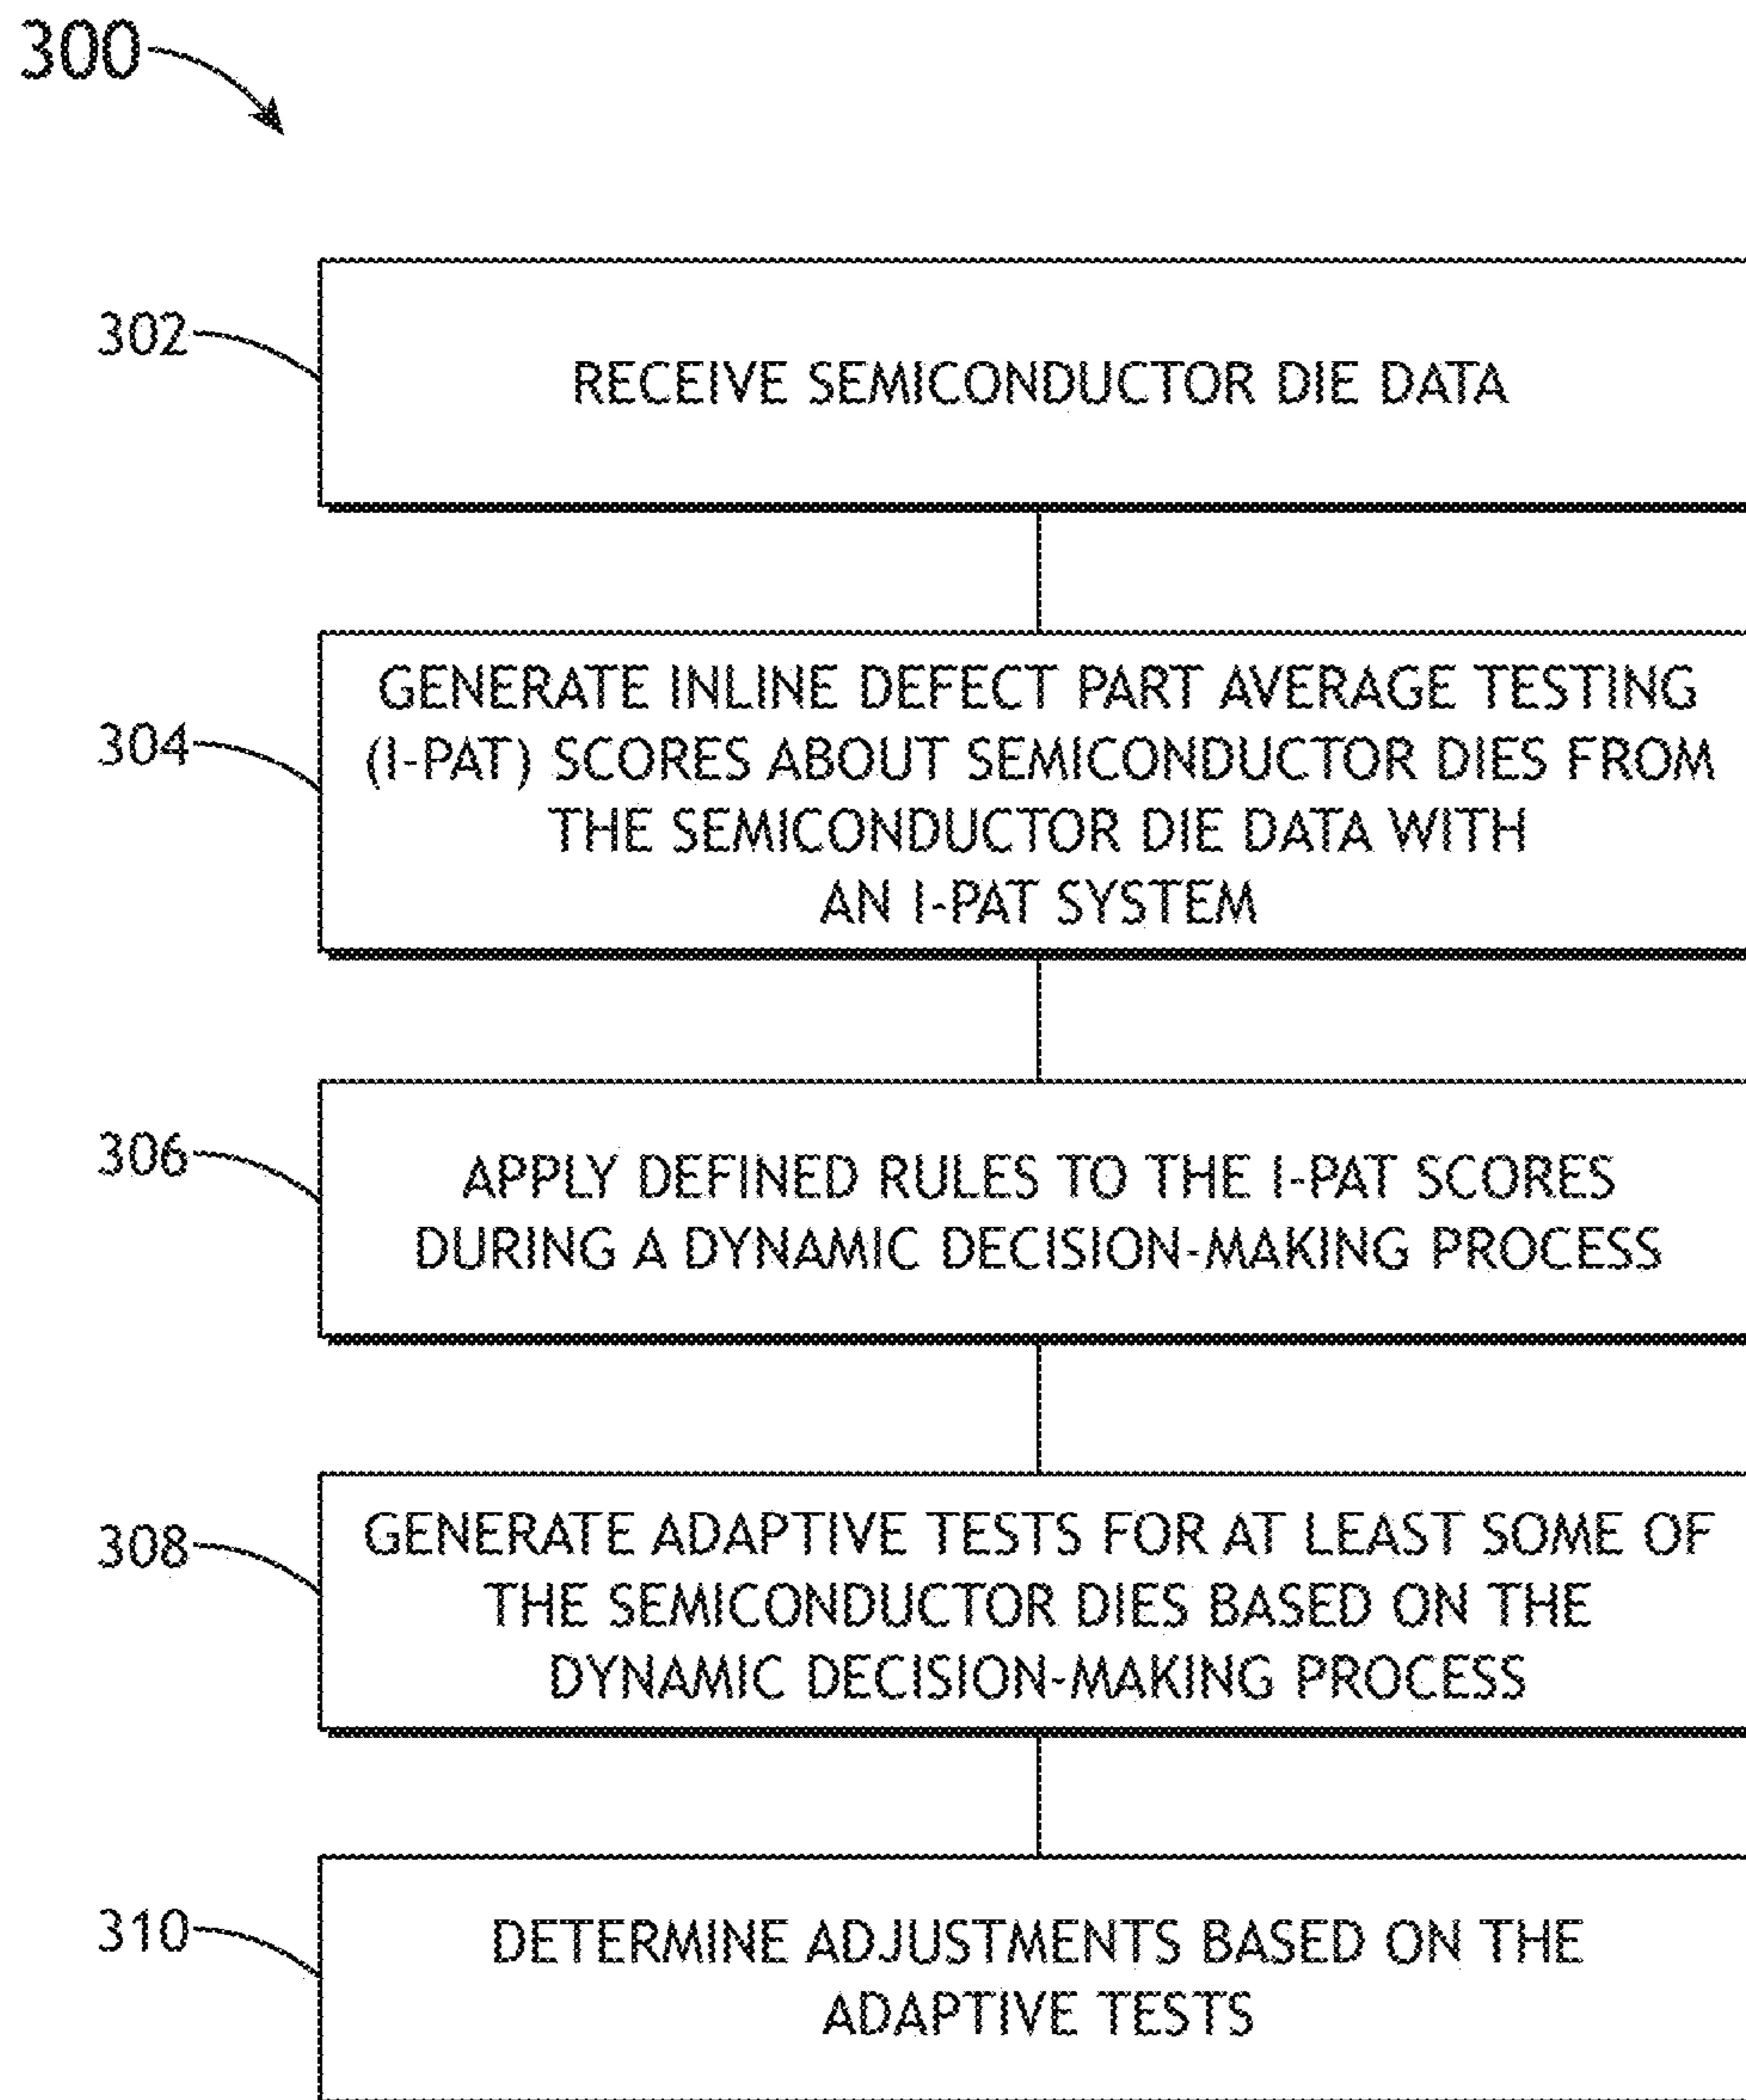 300
302
RECEIVE SEMICONDUCTOR DIE DATA
304
GENERATE INLINE DEFECT PART AVERAGE TESTING
(I-PAT) SCORES ABOUT SEMICONDUCTOR DIES FROM
THE SEMICONDUCTOR DIE DATA WITH
AN I-PAT SYSTEM
306
APPLY DEFINED RULES TO THE I-PAT SCORES
DURING A DYNAMIC DECISION-MAKING PROCESS
308
GENERATE ADAPTIVE TESTS FOR AT LEAST SOME OF
THE SEMICONDUCTOR DIES BASED ON THE
DYNAMIC DECISION-MAKING PROCESS
310
DETERMINE ADJUSTMENTS BASED ON THE
ADAPTIVE TESTS